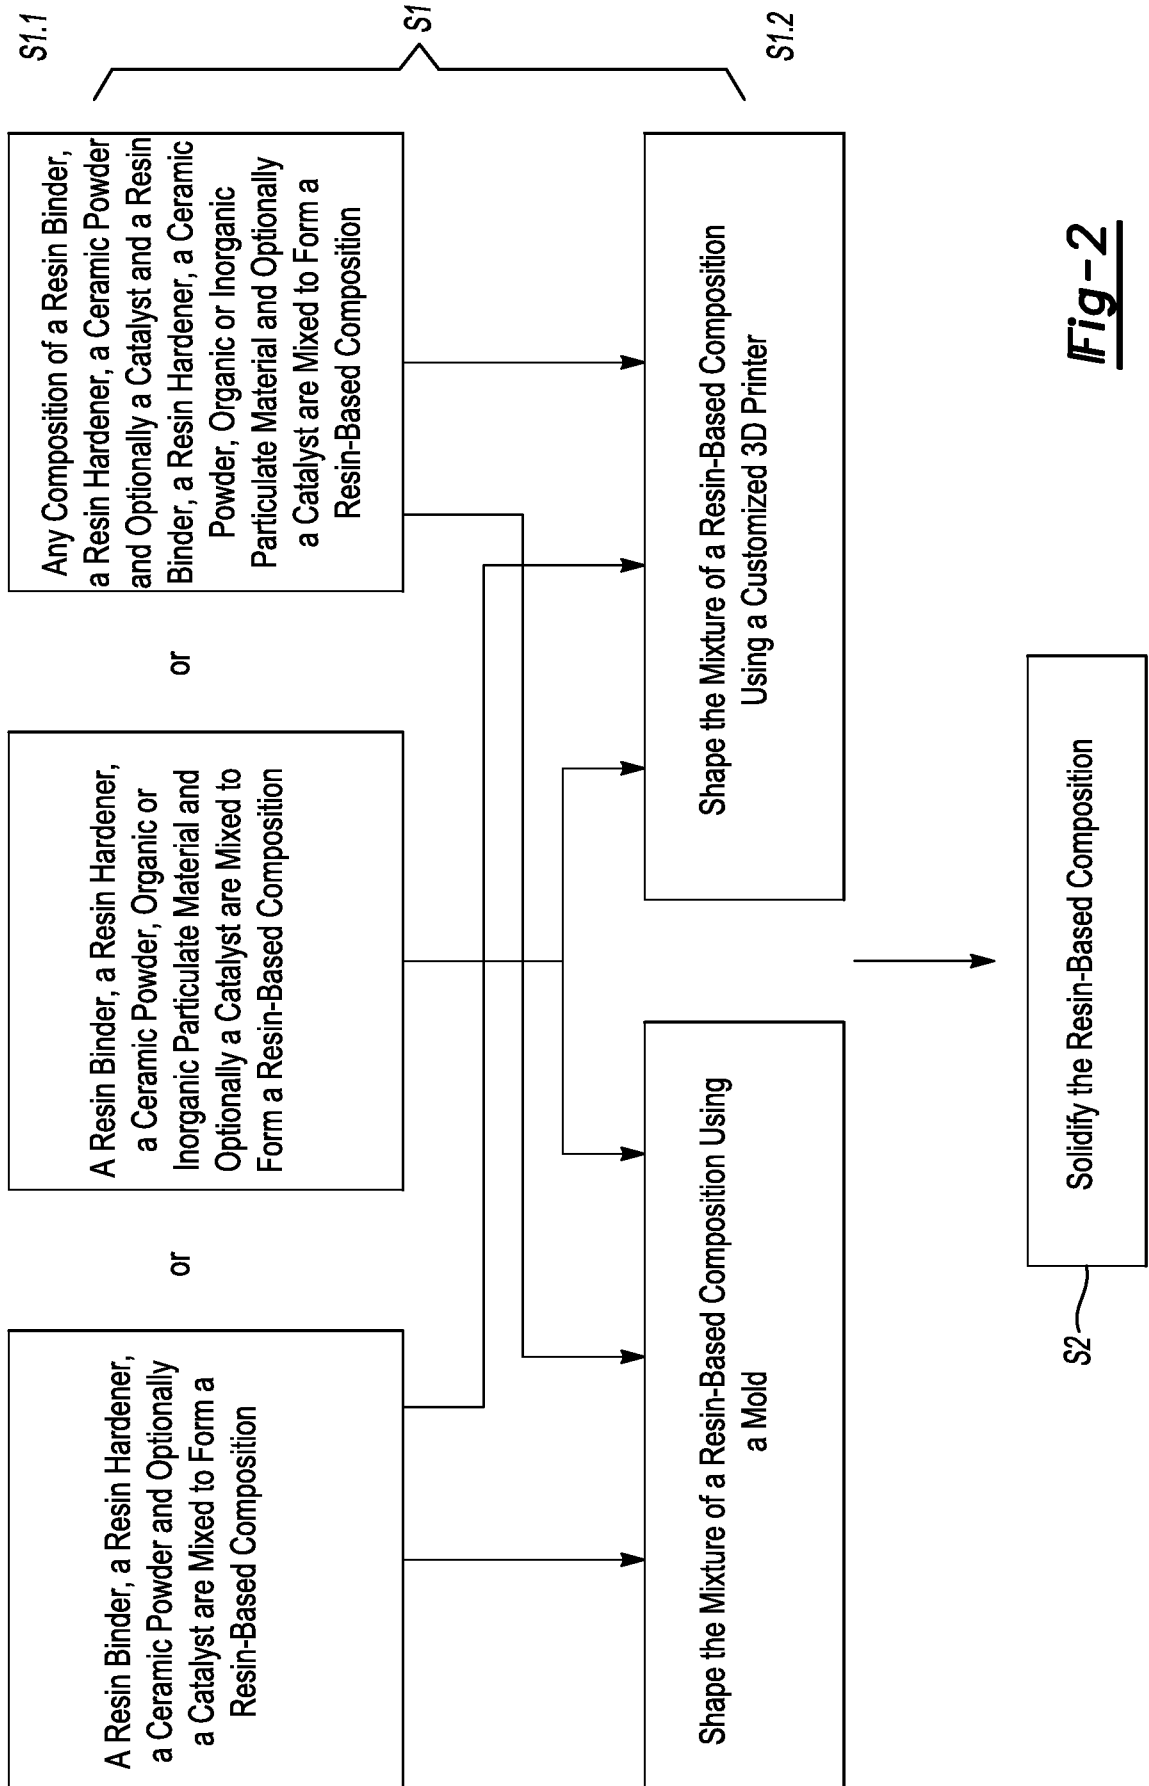 A Resin Binder, a Resin Hardener,
a Ceramic Powder and Optionally
a Catalyst are Mixed to Form a
Resin-Based Composition
or
A Resin Binder, a Resin Hardener,
a Ceramic Powder, Organic or
Inorganic Particulate Material and
Optionally a Catalyst are Mixed to
Form a Resin-Based Composition
or
Any Composition of a Resin Binder,
a Resin Hardener, a Ceramic Powder
and Optionally a Catalyst and a Resin
Binder, a Resin Hardener, a Ceramic
Powder, Organic or Inorganic
Particulate Material and Optionally
a Catalyst are Mixed to Form a
Resin-Based Composition
S1.1
S1
Shape the Mixture of a Resin-Based Composition Using
a Mold
Shape the Mixture of a Resin-Based Composition
Using a Customized 3D Printer
S1.2
S2
Solidify the Resin-Based Composition
Fig-2